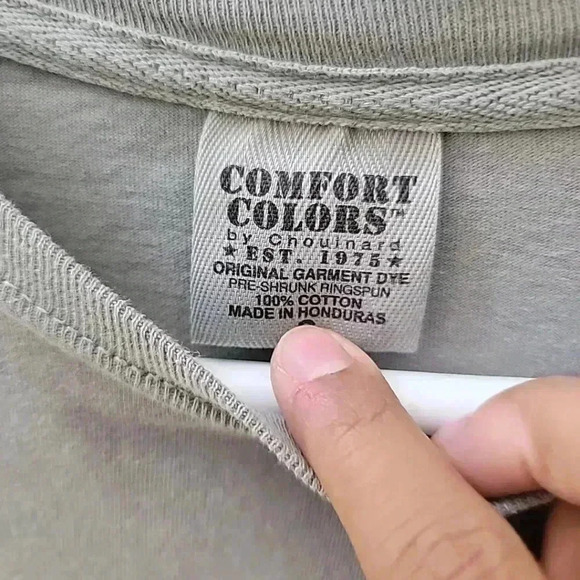 COMFORT
COLORS™
by Chouinard
★ EST. 1975 ★
ORIGINAL GARMENT DYE
PRE-SHRUNK RINGSPUN
100% COTTON
MADE IN HONDURAS